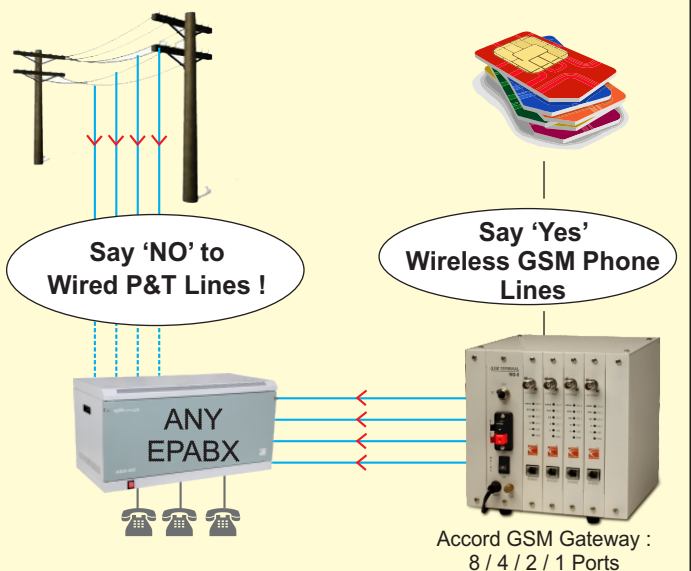 Say ‘NO’ to
Wired P&T Lines !
Say ‘Yes’
Wireless GSM Phone
Lines
ANY
EPABX
Accord GSM Gateway :
8 / 4 / 2 / 1 Ports